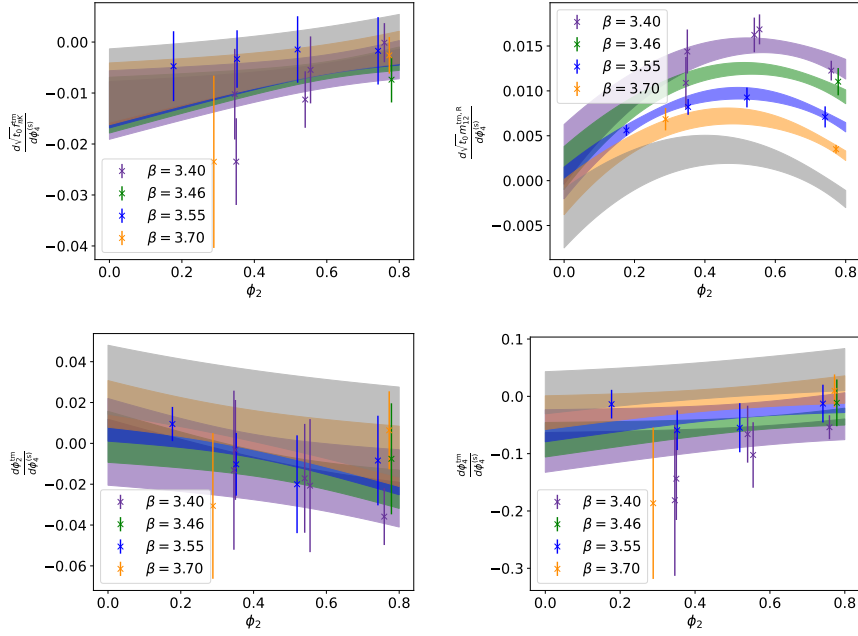 0.00
−0.01
−0.02
−0.03
−0.04
0.0 0.2 0.4 0.6 0.8
ϕ₂
β = 3.40
β = 3.46
β = 3.55
β = 3.70
0.015
0.010
0.005
0.000
−0.005
0.0 0.2 0.4 0.6 0.8
ϕ₂
d√t₀m₁₂^{tm,R}
dϕ₄^{(s)}
β = 3.40
β = 3.46
β = 3.55
β = 3.70
0.04
0.02
0.00
−0.02
−0.04
−0.06
0.0 0.2 0.4 0.6 0.8
ϕ₂
dϕ₂^{tm}
dϕ₄^{(s)}
β = 3.40
β = 3.46
β = 3.55
β = 3.70
0.1
0.0
−0.1
−0.2
−0.3
0.0 0.2 0.4 0.6 0.8
ϕ₂
dϕ₄^{tm}
dϕ₄^{(s)}
β = 3.40
β = 3.46
β = 3.55
β = 3.70